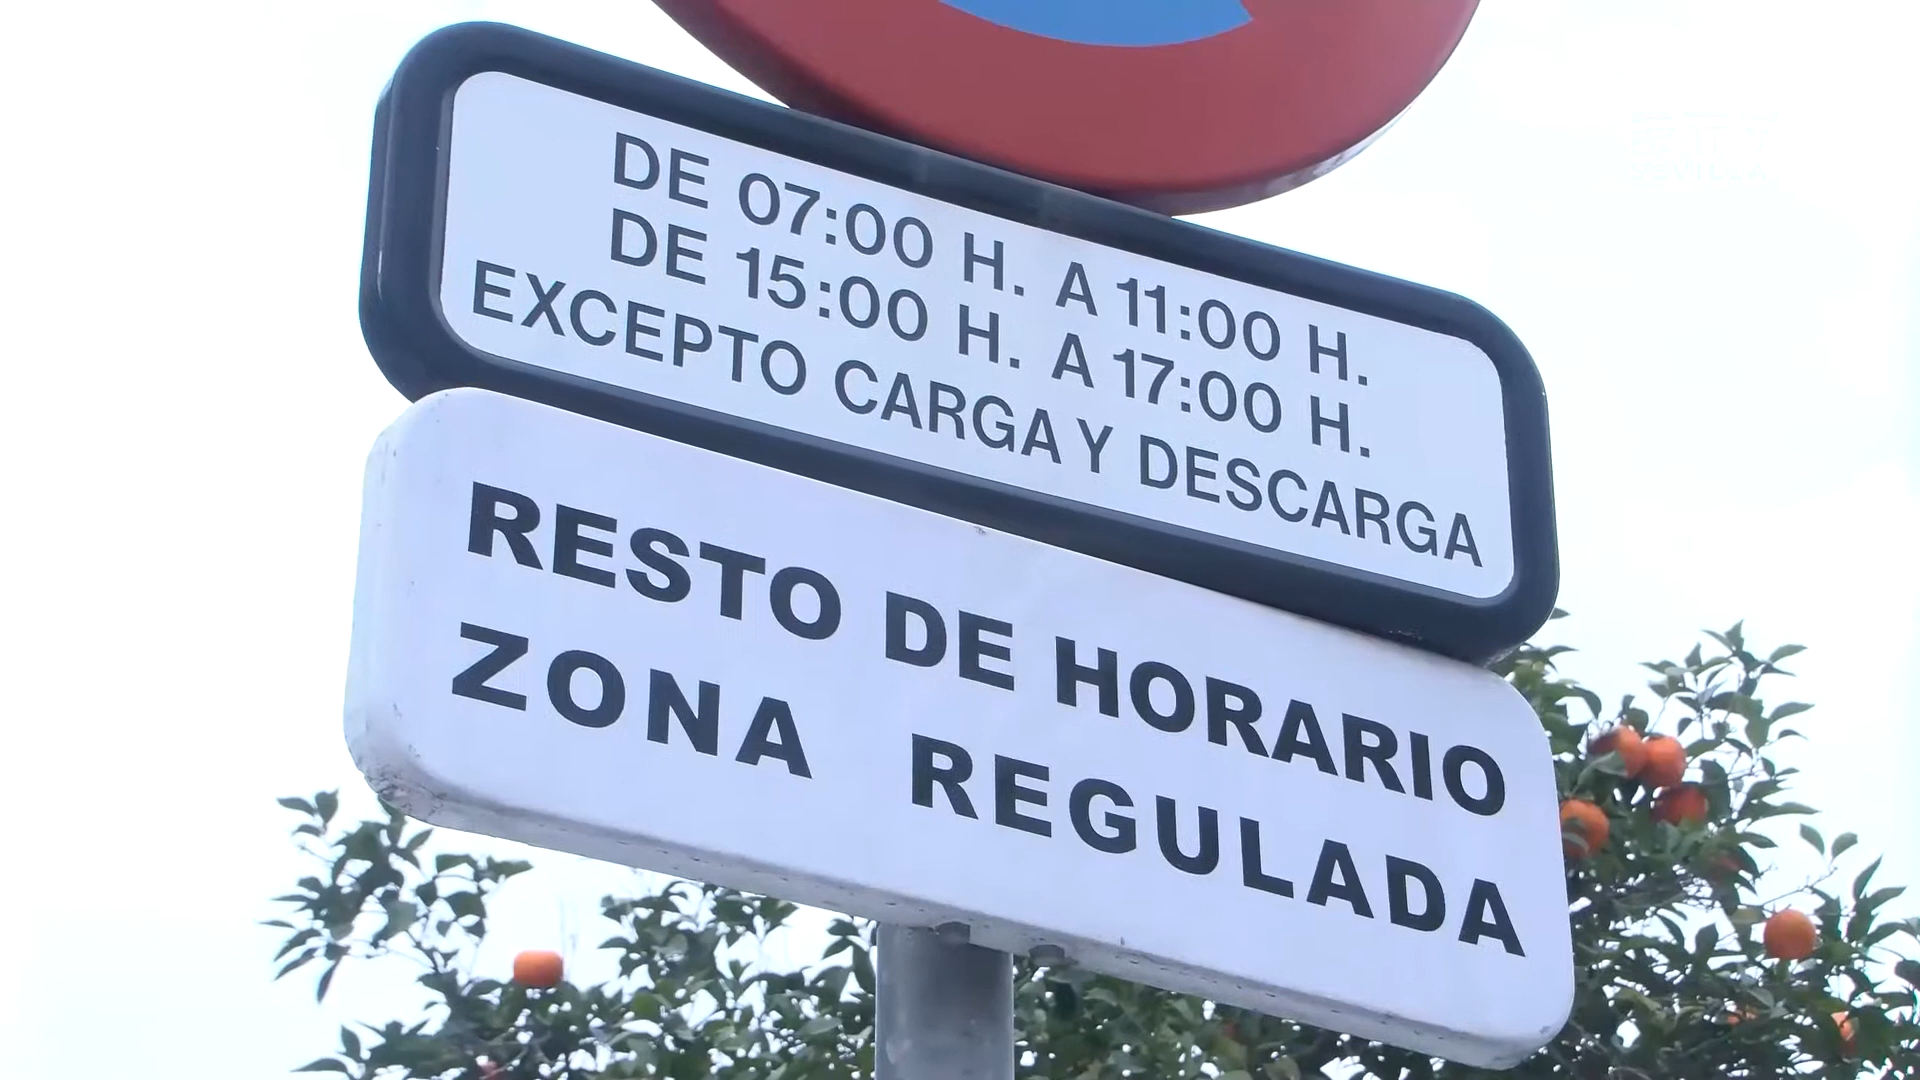 DE 07:00 H. A 11:00 H.
DE 15:00 H. A 17:00 H.
EXCEPTO CARGA Y DESCARGA
RESTO DE HORARIO
ZONA REGULADA